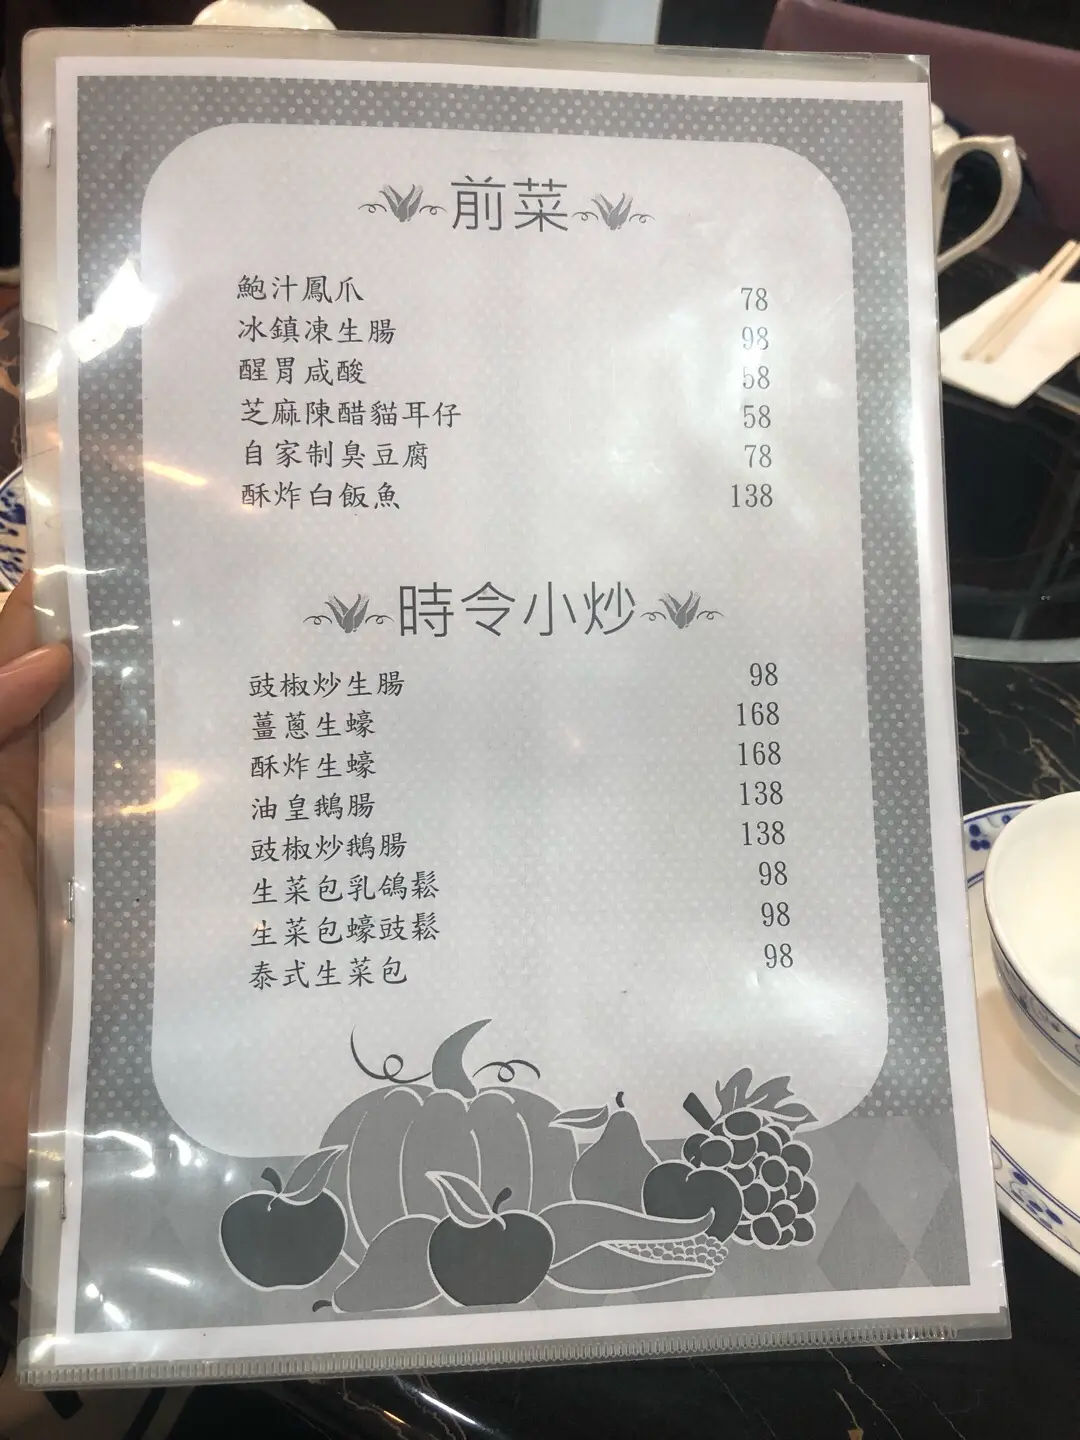 前菜
鮑汁鳳爪 78
冰鎮凍生腸 98
醒胃咸酸 58
芝麻陳醋貓耳仔 58
自家制臭豆腐 78
酥炸白飯魚 138
時令小炒
豉椒炒生腸 98
薑蔥生蠔 168
酥炸生蠔 168
油皇鵝腸 138
豉椒炒鵝腸 138
生菜包乳鴿鬆 98
生菜包蠔豉鬆 98
泰式生菜包 98